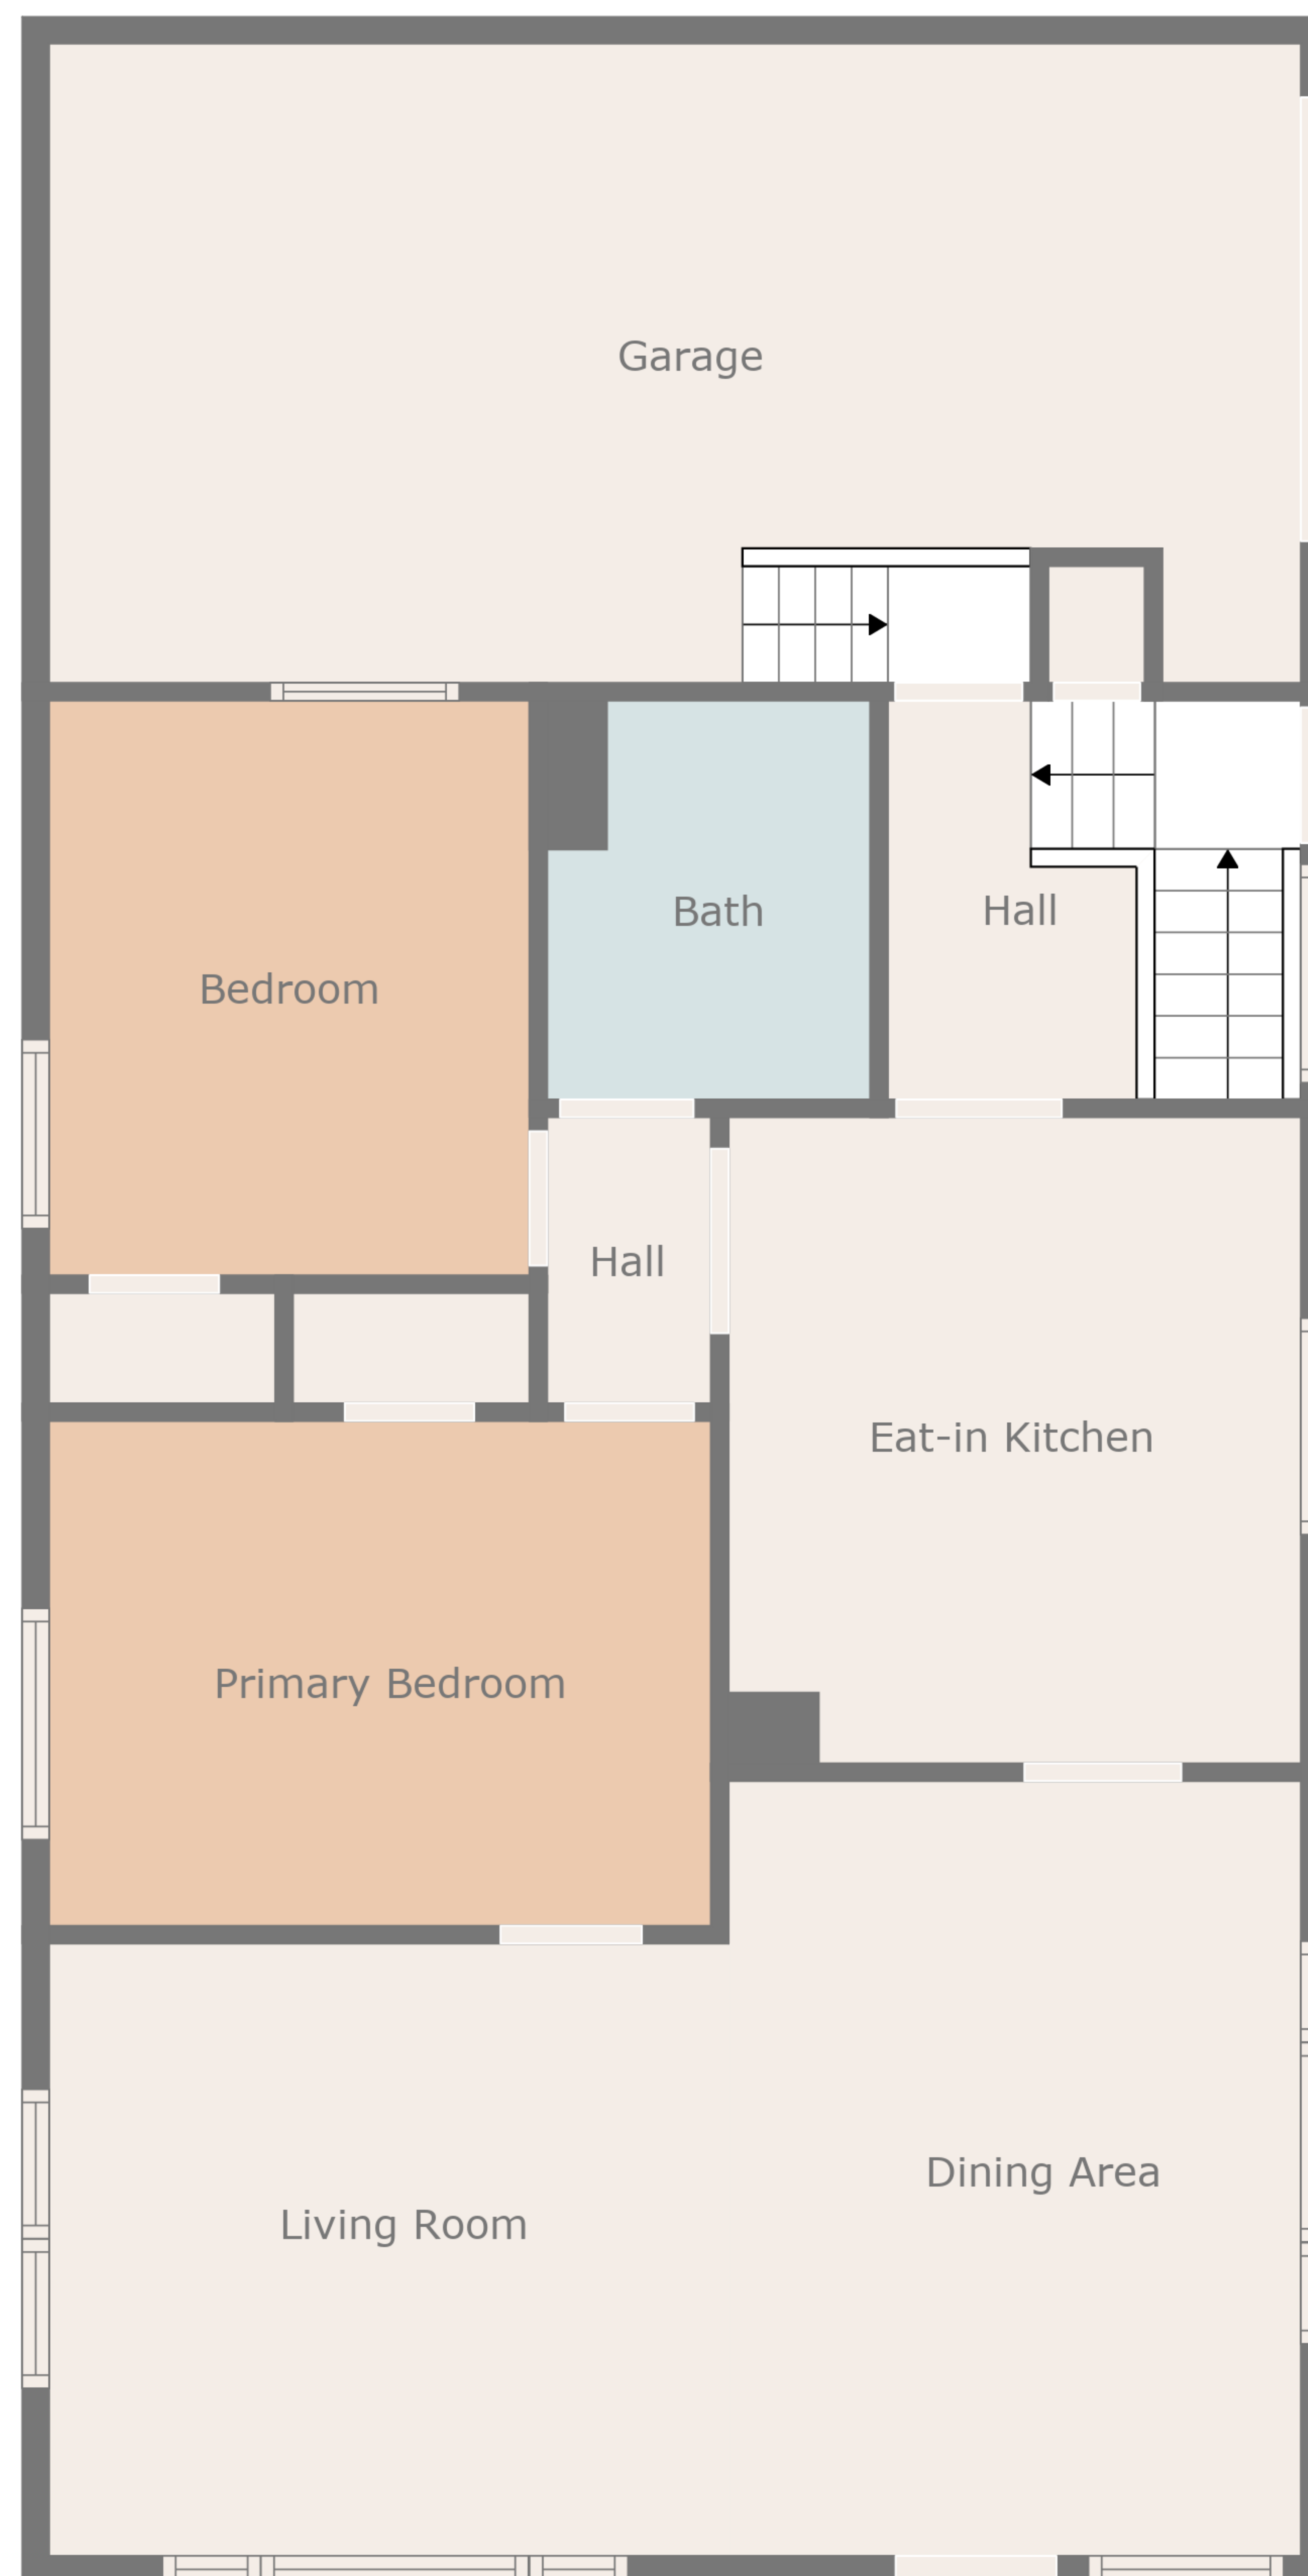 Garage
Bath
Hall
Bedroom
Hall
Eat-in Kitchen
Primary Bedroom
Dining Area
Living Room